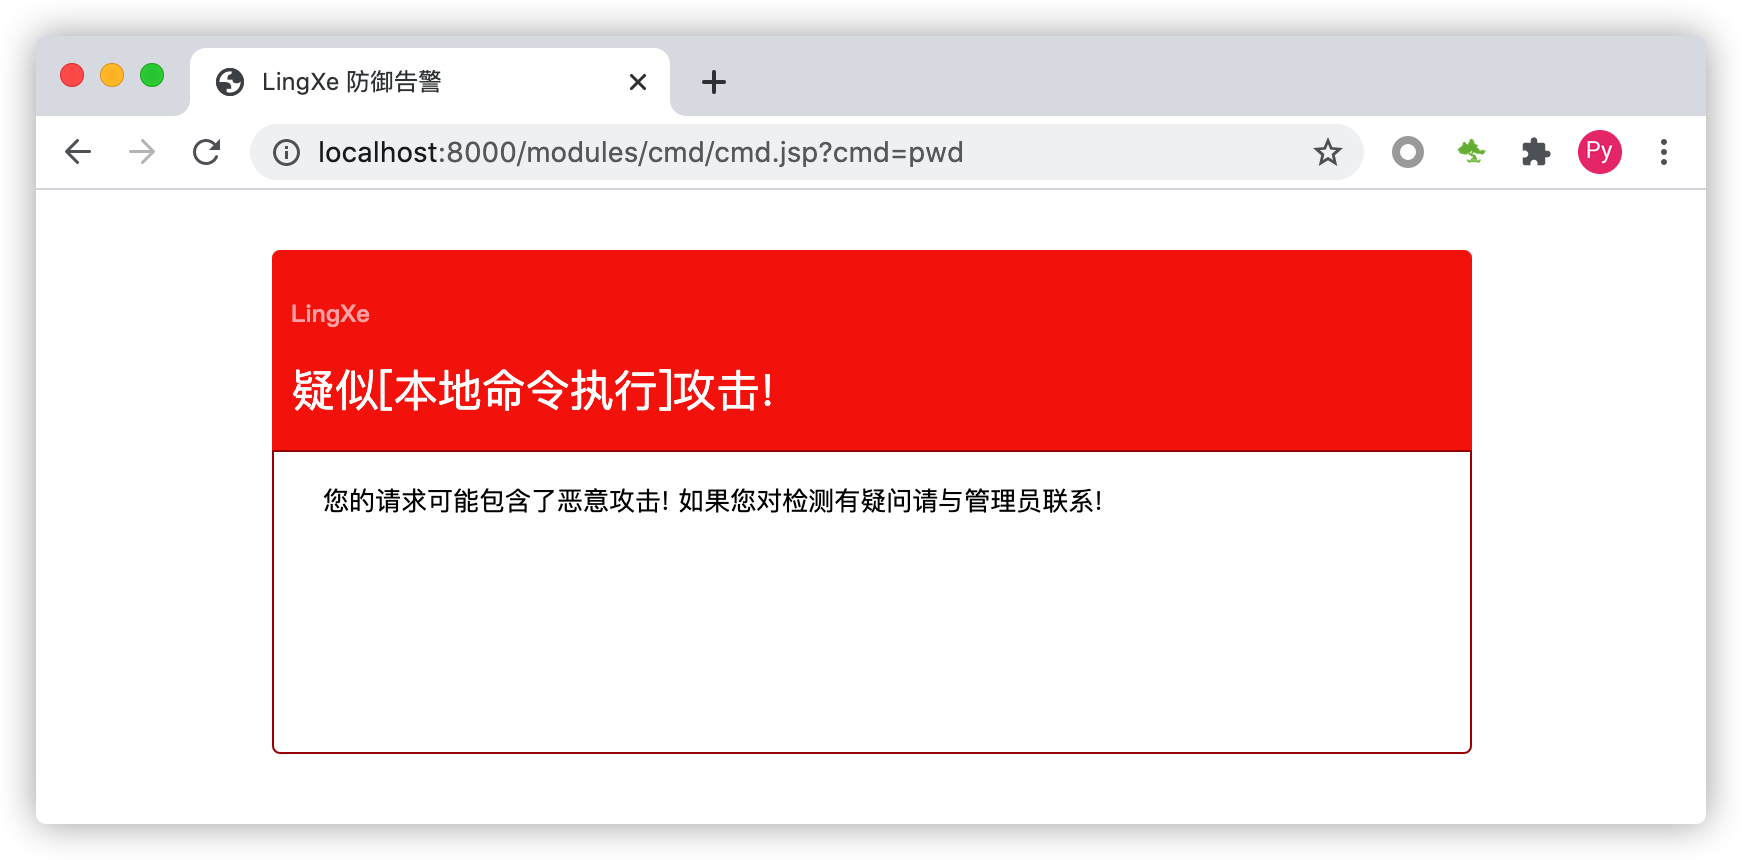 LingXe 防御告警
localhost:8000/modules/cmd/cmd.jsp?cmd=pwd
Py
LingXe
疑似[本地命令执行]攻击!
您的请求可能包含了恶意攻击! 如果您对检测有疑问请与管理员联系!